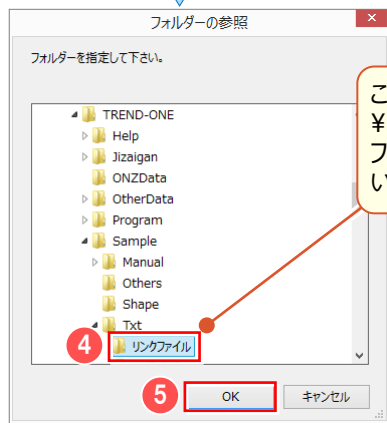 フォルダーの参照
×
フォルダーを指定して下さい。
TREND-ONE
Help
Jizaigan
ONZData
OtherData
Program
Sample
Manual
Others
Shape
Txt
リンクファイル
こ
¥
フ
い
4
5
OK
キャンセル